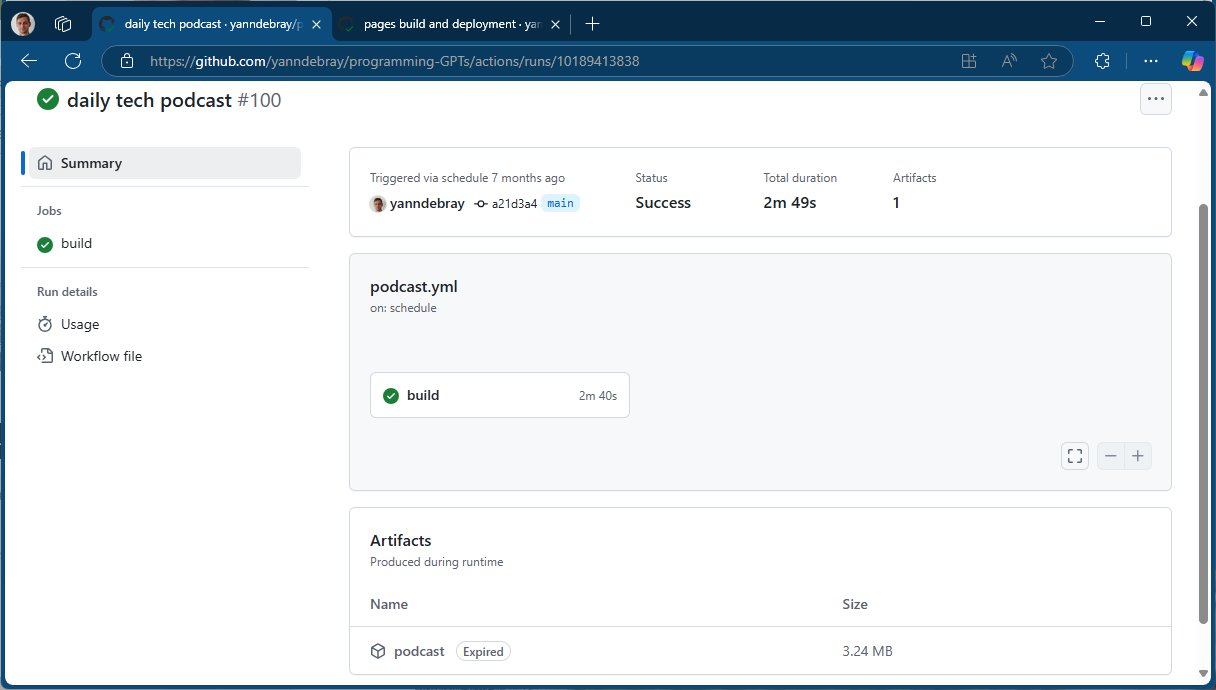 daily tech podcast · yanndebray/p
pages build and deployment · yan
https://github.com/yanndebray/programming-GPTs/actions/runs/10189413838
daily tech podcast #100
Summary
Jobs
build
Run details
Usage
Workflow file
Triggered via schedule 7 months ago
yanndebray a21d3a4 main
Status
Success
Total duration
2m 49s
Artifacts
1
podcast.yml
on: schedule
build 2m 40s
Artifacts
Produced during runtime
Name Size
podcast Expired 3.24 MB